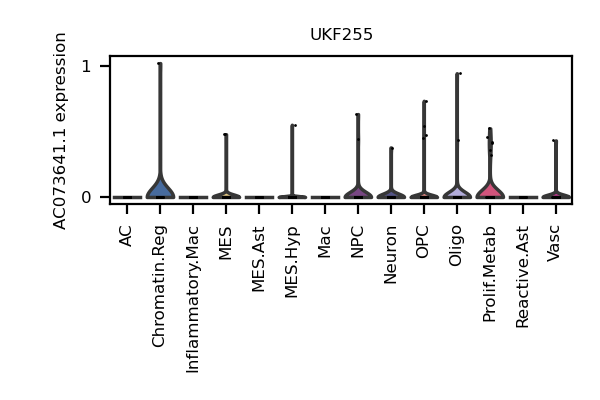 UKF255
AC073641.1 expression
1
0
AC
Chromatin.Reg
Inflammatory.Mac
MES
MES.Ast
MES.Hyp
Mac
NPC
Neuron
OPC
Oligo
Prolif.Metab
Reactive.Ast
Vasc